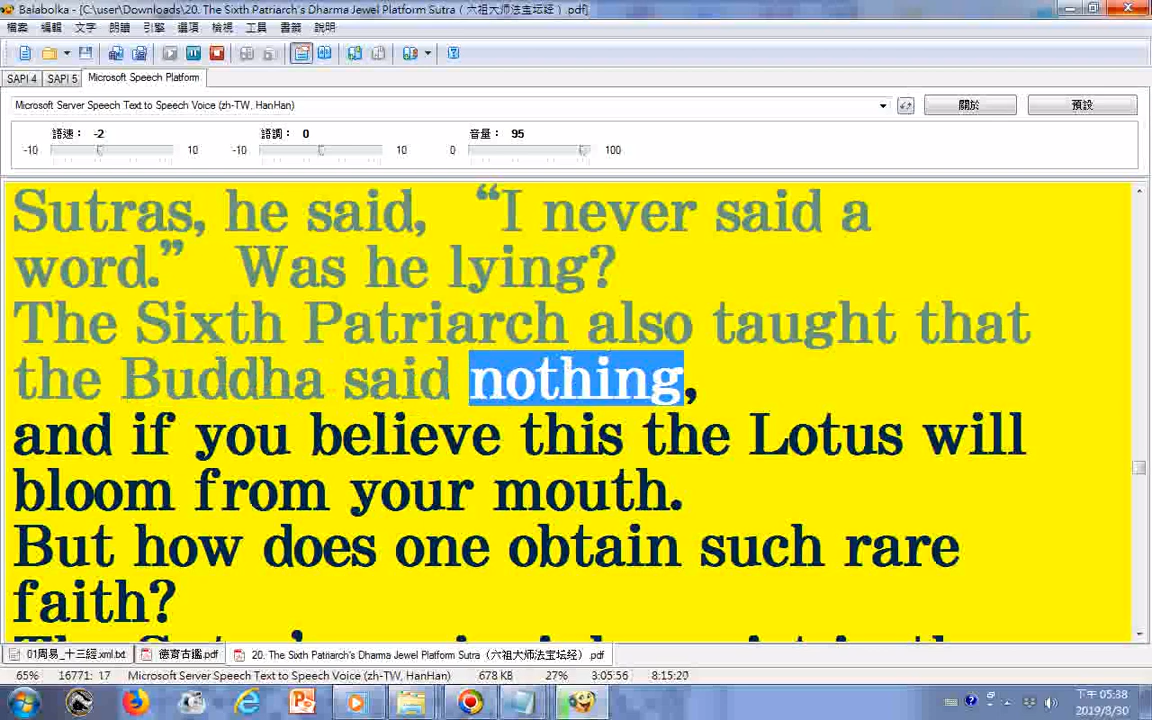 Balabolka - [C:\user\Downloads\20. The Sixth Patriarch's Dharma Jewel Platform Sutra（六祖大师法宝坛经）pdf]
檔案 編輯 文字 朗讀 引擎 選項 檢視 工具 書籤 說明
SAPI 4 SAPI 5 Microsoft Speech Platform
Microsoft Server Speech Text to Speech Voice (zh-TW, HanHan) 關於 預設
語速： -2 語調： 0 音量： 95
-10 10 -10 10 0 100
Sutras, he said, “I never said a
word.” Was he lying?
The Sixth Patriarch also taught that
the Buddha said nothing,
and if you believe this the Lotus will
bloom from your mouth.
But how does one obtain such rare
faith?
01周易_十三經.xml.txt 德育古鑑.pdf 20. The Sixth Patriarch's Dharma Jewel Platform Sutra（六祖大师法宝坛经）pdf
65% 16771: 17 Microsoft Server Speech Text to Speech Voice (zh-TW, HanHan) 678 KB 27% 3:05:56 8:15:20
下午 05:38
2019/8/30